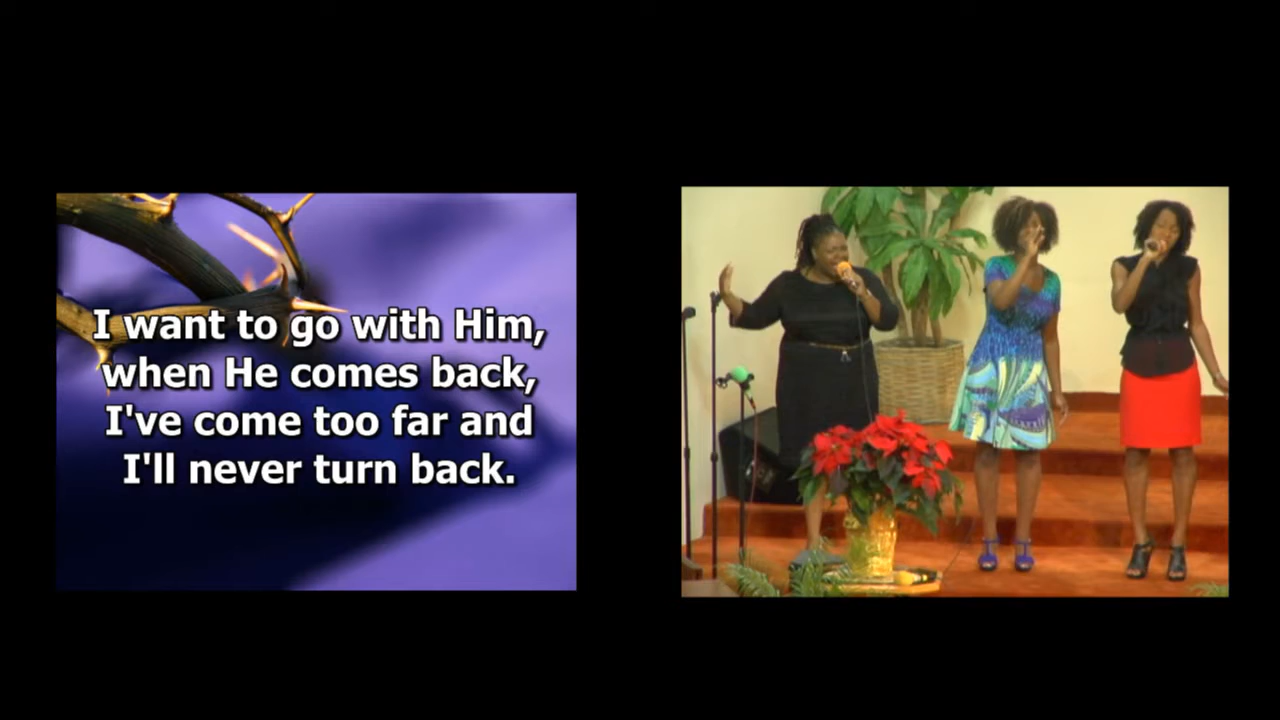 I want to go with Him,
when He comes back,
I've come too far and
I'll never turn back.